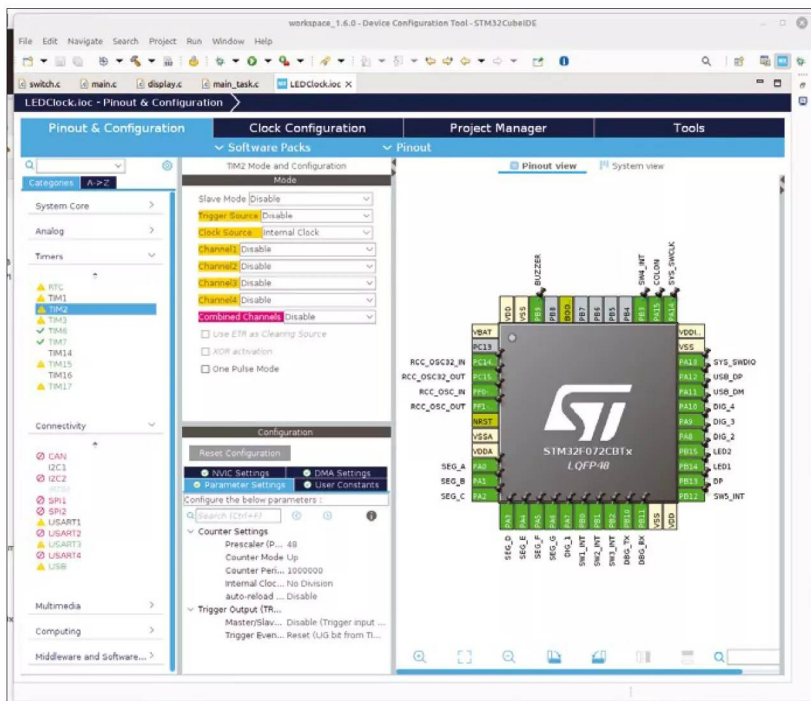 workspace_1.6.0 - Device Configuration Tool - STM32CubeIDE
File Edit Navigate Search Project Run Window Help
switch.c main.c display.c main_task.c LEDClock.ioc
LEDClock.ioc - Pinout & Configuration
Pinout & Configuration Clock Configuration Project Manager Tools
Software Packs Pinout
Categories A->Z
System Core
Analog
Timers
RTC
TIM1
TIM2
TIM3
TIM6
TIM7
TIM14
TIM15
TIM16
TIM17
Connectivity
CAN
I2C1
I2C2
SPI1
SPI2
USART1
USART2
USART3
USART4
USB
Multimedia
Computing
Middleware and Software...
TIM2 Mode and Configuration
Mode
Slave Mode Disable
Trigger Source Disable
Clock Source Internal Clock
Channel1 Disable
Channel2 Disable
Channel3 Disable
Channel4 Disable
Combined Channels Disable
Use ETR as Clearing Source
XOR activation
One Pulse Mode
Configuration
Reset Configuration
NVIC Settings DMA Settings
Parameter Settings User Constants
Configure the below parameters :
Search (Ctrl+F)
Counter Settings
Prescaler (P... 48
Counter Mode Up
Counter Peri... 1000000
Internal Cloc... No Division
auto-reload ... Disable
Trigger Output (TR...
Master/Slav... Disable (Trigger input ...
Trigger Even... Reset (UG bit from TI...
Pinout view System view
BUZZER SW4_INT COLON SYS_SWCLK
VDD VSS PB9 PB8 BOO PB7 PB6 PB5 PB4 PB3 PA15 PA14
VBAT
PC13
RCC_OSC32_IN PC14
RCC_OSC32_OUT PC15
RCC_OSC_IN PF0-
RCC_OSC_OUT PF1-
NRST
VSSA
VDDA
SEG_A PA0
SEG_B PA1
SEG_C PA2
STM32F072CBTx
LQFP48
VDDI...
VSS
PA13 SYS_SWDIO
PA12 USB_DP
PA11 USB_DM
PA10 DIG_4
PA9 DIG_3
PA8 DIG_2
PB15 LED2
PB14 LED1
PB13 DP
PB12 SW5_INT
PA3 PA4 PA5 PA6 PA7 PB0 PB1 PB2 PB10 PB11 VSS VDD
SEG_D SEG_E SEG_F SEG_G DIG_1 SW1_INT SW2_INT SW3_INT DBG_TX DBG_RX